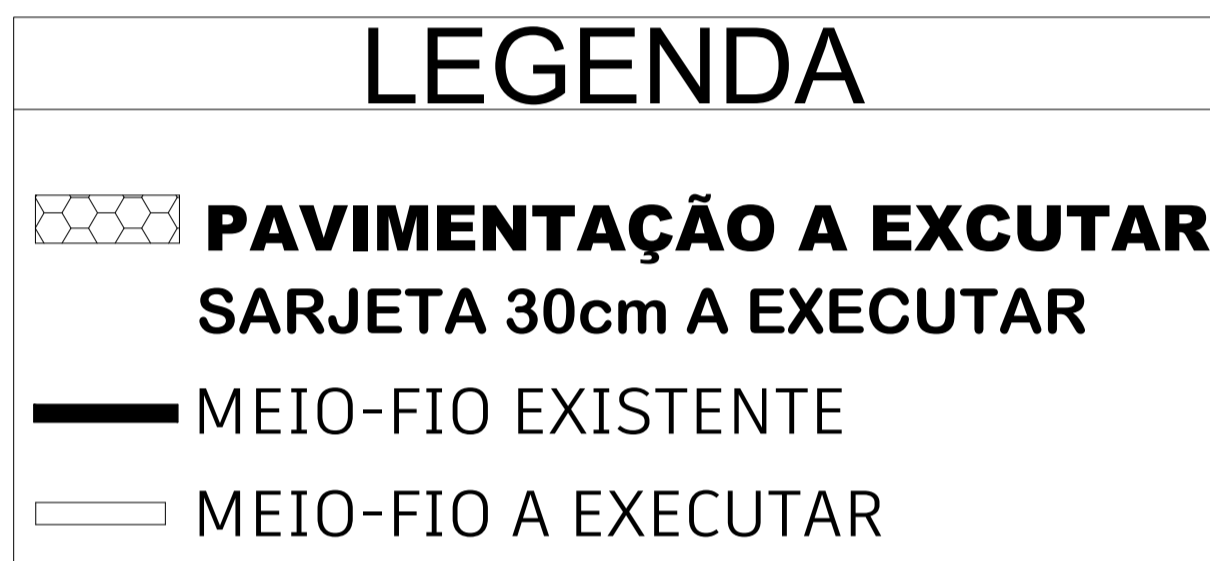 LEGENDA
PAVIMENTAÇÃO A EXCUTAR
SARJETA 30cm A EXECUTAR
MEIO-FIO EXISTENTE
MEIO-FIO A EXECUTAR